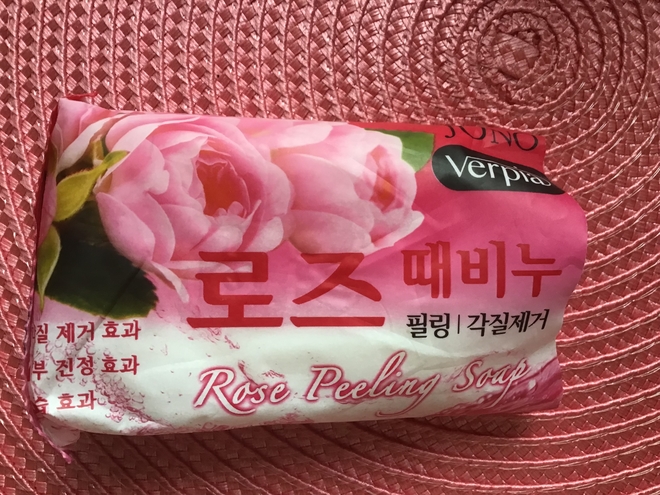 JUNO
Verpia
로즈 때비누
필링 | 각질제거
질 제거 효과
부 진정 효과
효과
Rose Peeling Soap